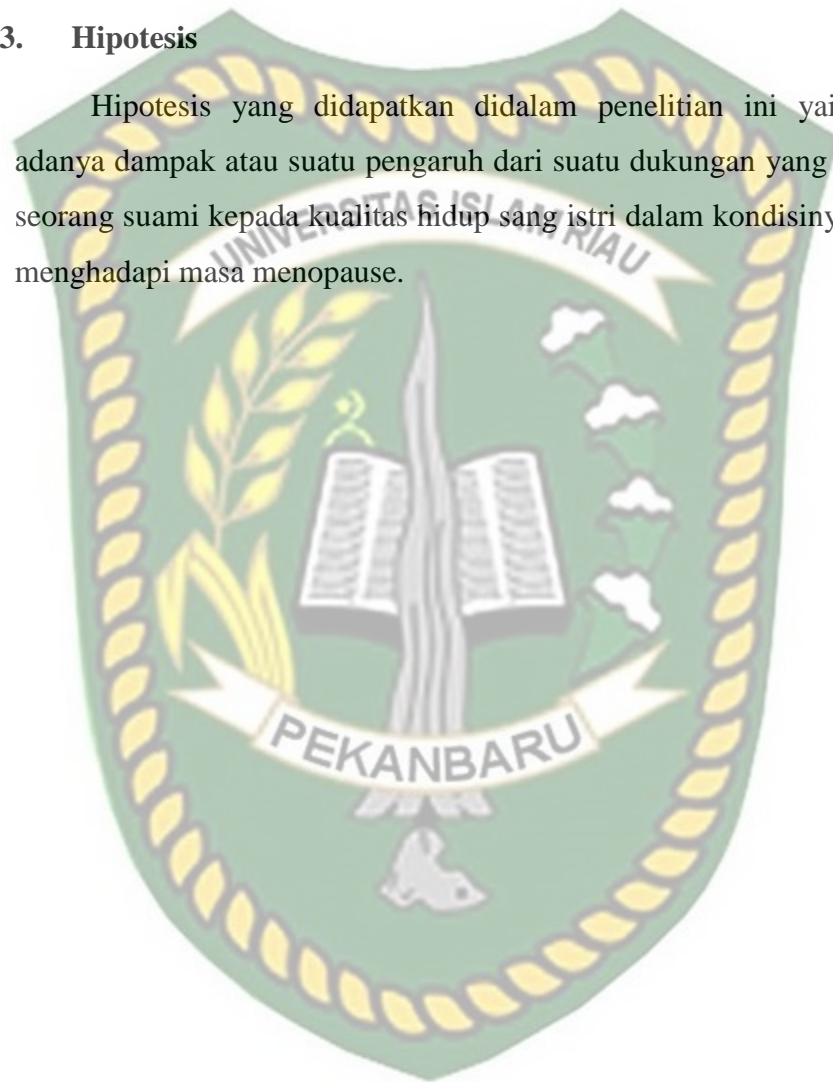 3. Hipotesis
Hipotesis yang didapatkan didalam penelitian ini yai
adanya dampak atau suatu pengaruh dari suatu dukungan yang
seorang suami kepada kualitas hidup sang istri dalam kondisiny
menghadapi masa menopause.
UNIVERSITAS ISLAM RIAU
PEKANBARU